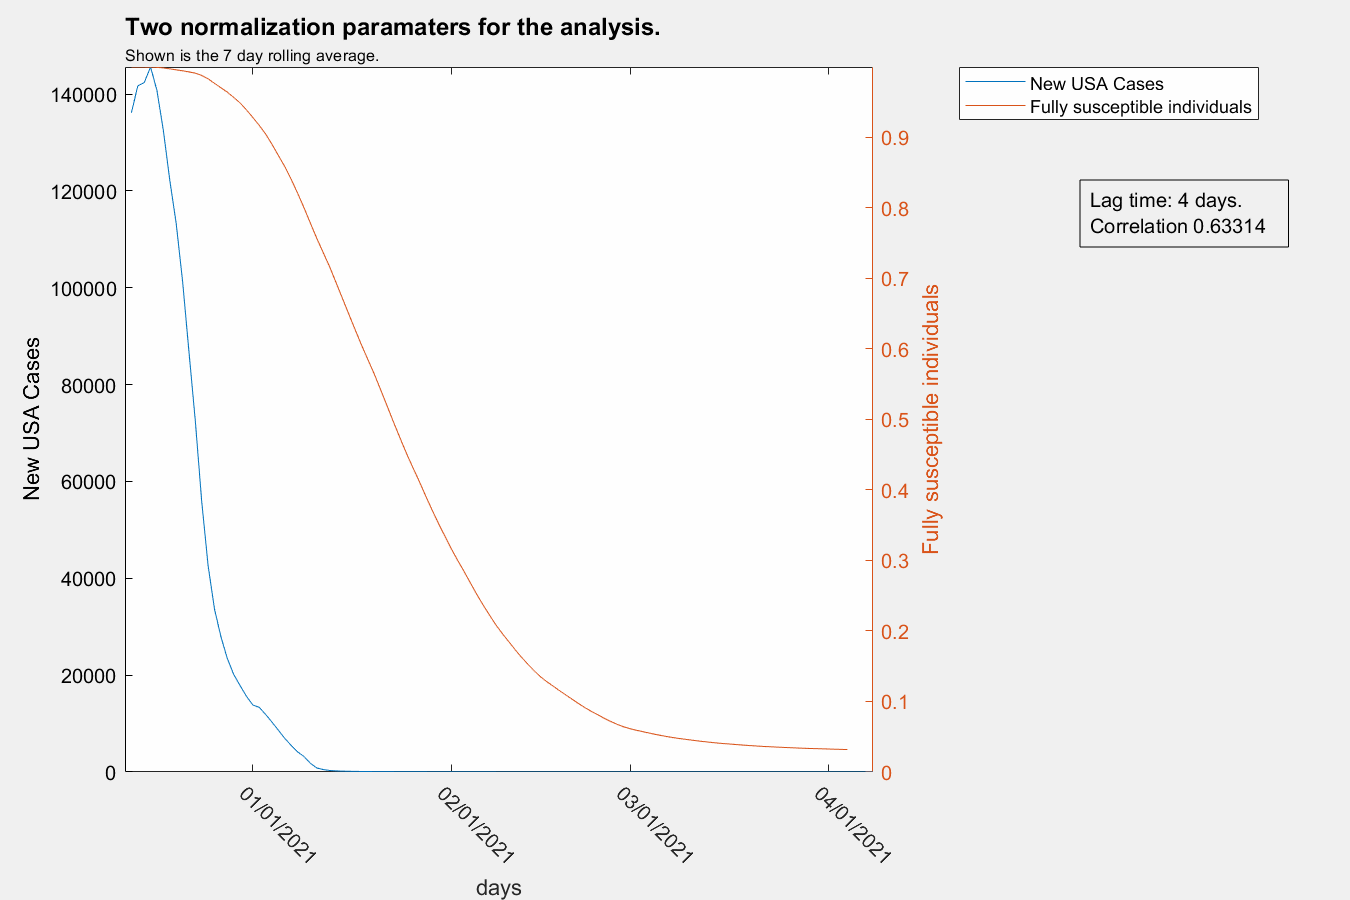 Two normalization paramaters for the analysis.
Shown is the 7 day rolling average.
New USA Cases
Fully susceptible individuals
Lag time: 4 days.
Correlation 0.63314
New USA Cases
140000
120000
100000
80000
60000
40000
20000
0
Fully susceptible individuals
0.9
0.8
0.7
0.6
0.5
0.4
0.3
0.2
0.1
0
01/01/2021
02/01/2021
03/01/2021
04/01/2021
days